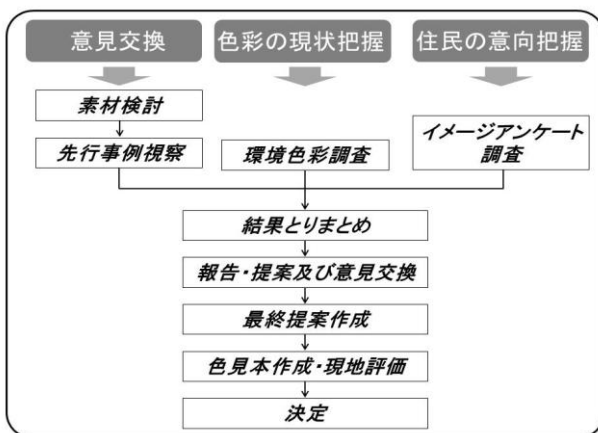 意見交換
色彩の現状把握
住民の意向把握
素材検討
先行事例視察
環境色彩調査
イメージアンケート
調査
結果とりまとめ
報告・提案及び意見交換
最終提案作成
色見本作成・現地評価
決定